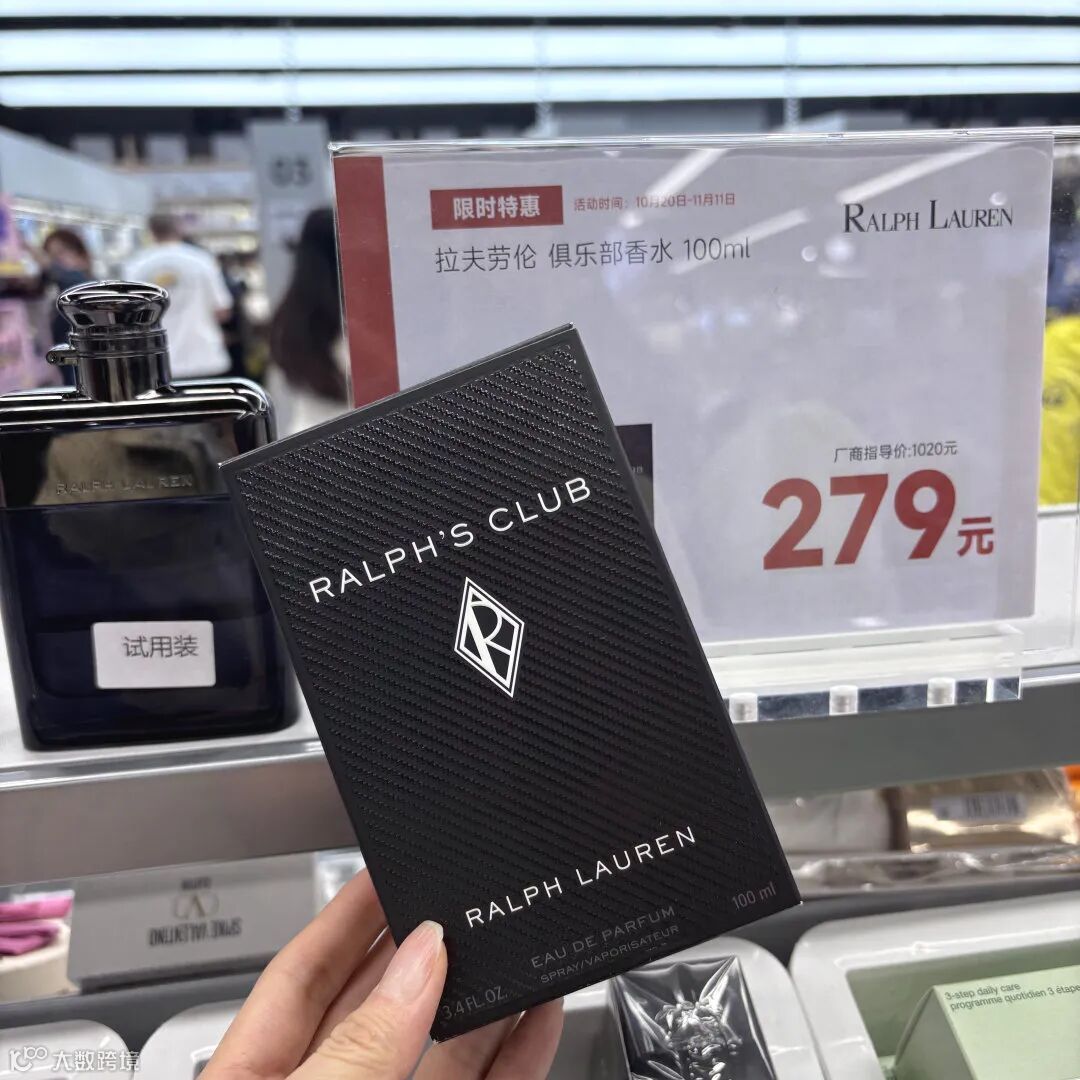 03
限时特惠
活动时间：10月20日-11月11日
RALPH LAUREN
拉夫劳伦 俱乐部香水 100ml
厂商指导价:1020元
279元
RALPH LAUREN
试用装
RALPH'S CLUB
R
RALPH LAUREN
EAU DE PARFUM
SPRAY/VAPORISATEUR
100 ml
3.4 FL.OZ.
SPIKE VALENTINO
3-step daily care
programme quotidien 3 étape
大数跨境